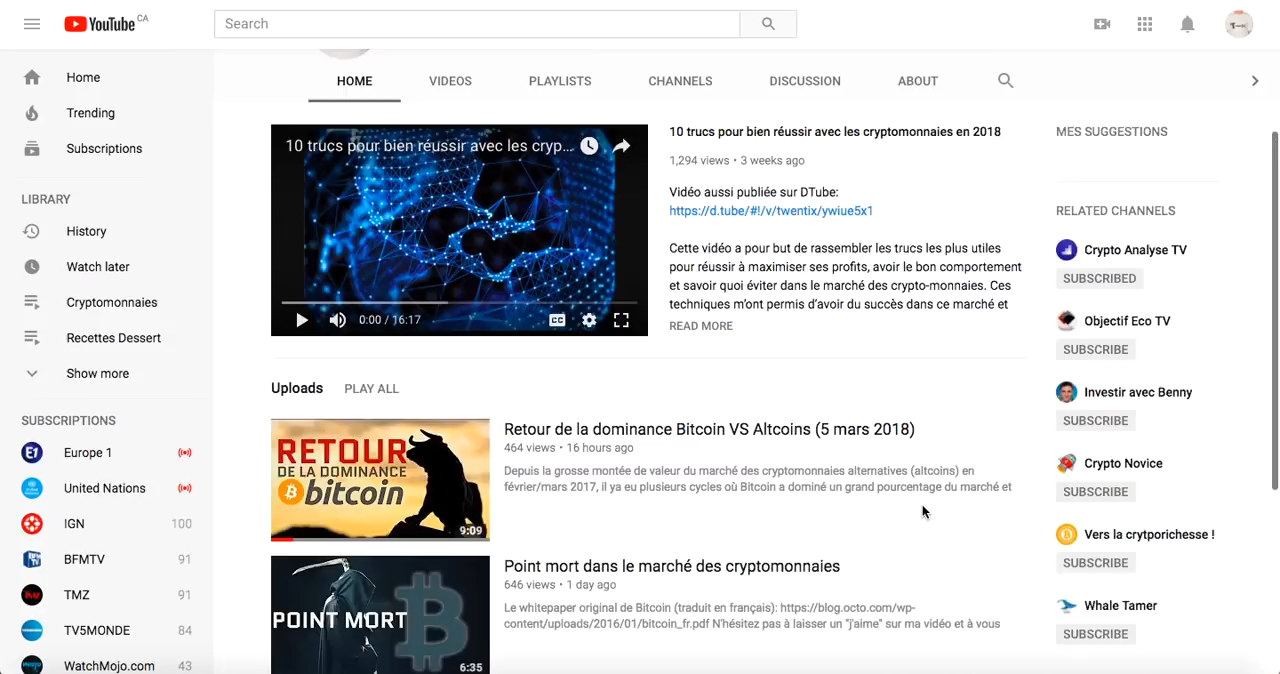 YouTube CA
Search
Home
Trending
Subscriptions
LIBRARY
History
Watch later
Cryptomonnaies
Recettes Dessert
Show more
SUBSCRIPTIONS
Europe 1
United Nations
IGN 100
BFMTV 91
TMZ 91
TV5MONDE 84
WatchMojo.com 43
HOME VIDEOS PLAYLISTS CHANNELS DISCUSSION ABOUT
10 trucs pour bien réussir avec les cryp...
0:00 / 16:17
CC
10 trucs pour bien réussir avec les cryptomonnaies en 2018
1,294 views • 3 weeks ago
Vidéo aussi publiée sur DTube:
https://d.tube/#!/v/twentix/ywiue5x1
Cette vidéo a pour but de rassembler les trucs les plus utiles
pour réussir à maximiser ses profits, avoir le bon comportement
et savoir quoi éviter dans le marché des crypto-monnaies. Ces
techniques m'ont permis d'avoir du succès dans ce marché et
READ MORE
Uploads PLAY ALL
RETOUR
DE LA DOMINANCE
bitcoin
9:09
Retour de la dominance Bitcoin VS Altcoins (5 mars 2018)
464 views • 16 hours ago
Depuis la grosse montée de valeur du marché des cryptomonnaies alternatives (altcoins) en
février/mars 2017, il ya eu plusieurs cycles où Bitcoin a dominé un grand pourcentage du marché et
POINT MORT
6:35
Point mort dans le marché des cryptomonnaies
646 views • 1 day ago
Le whitepaper original de Bitcoin (traduit en français): https://blog.octo.com/wp-
content/uploads/2016/01/bitcoin_fr.pdf N'hésitez pas à laisser un "j'aime" sur ma vidéo et à vous
MES SUGGESTIONS
RELATED CHANNELS
Crypto Analyse TV
SUBSCRIBED
Objectif Eco TV
SUBSCRIBE
Investir avec Benny
SUBSCRIBE
Crypto Novice
SUBSCRIBE
Vers la crytporichesse !
SUBSCRIBE
Whale Tamer
SUBSCRIBE